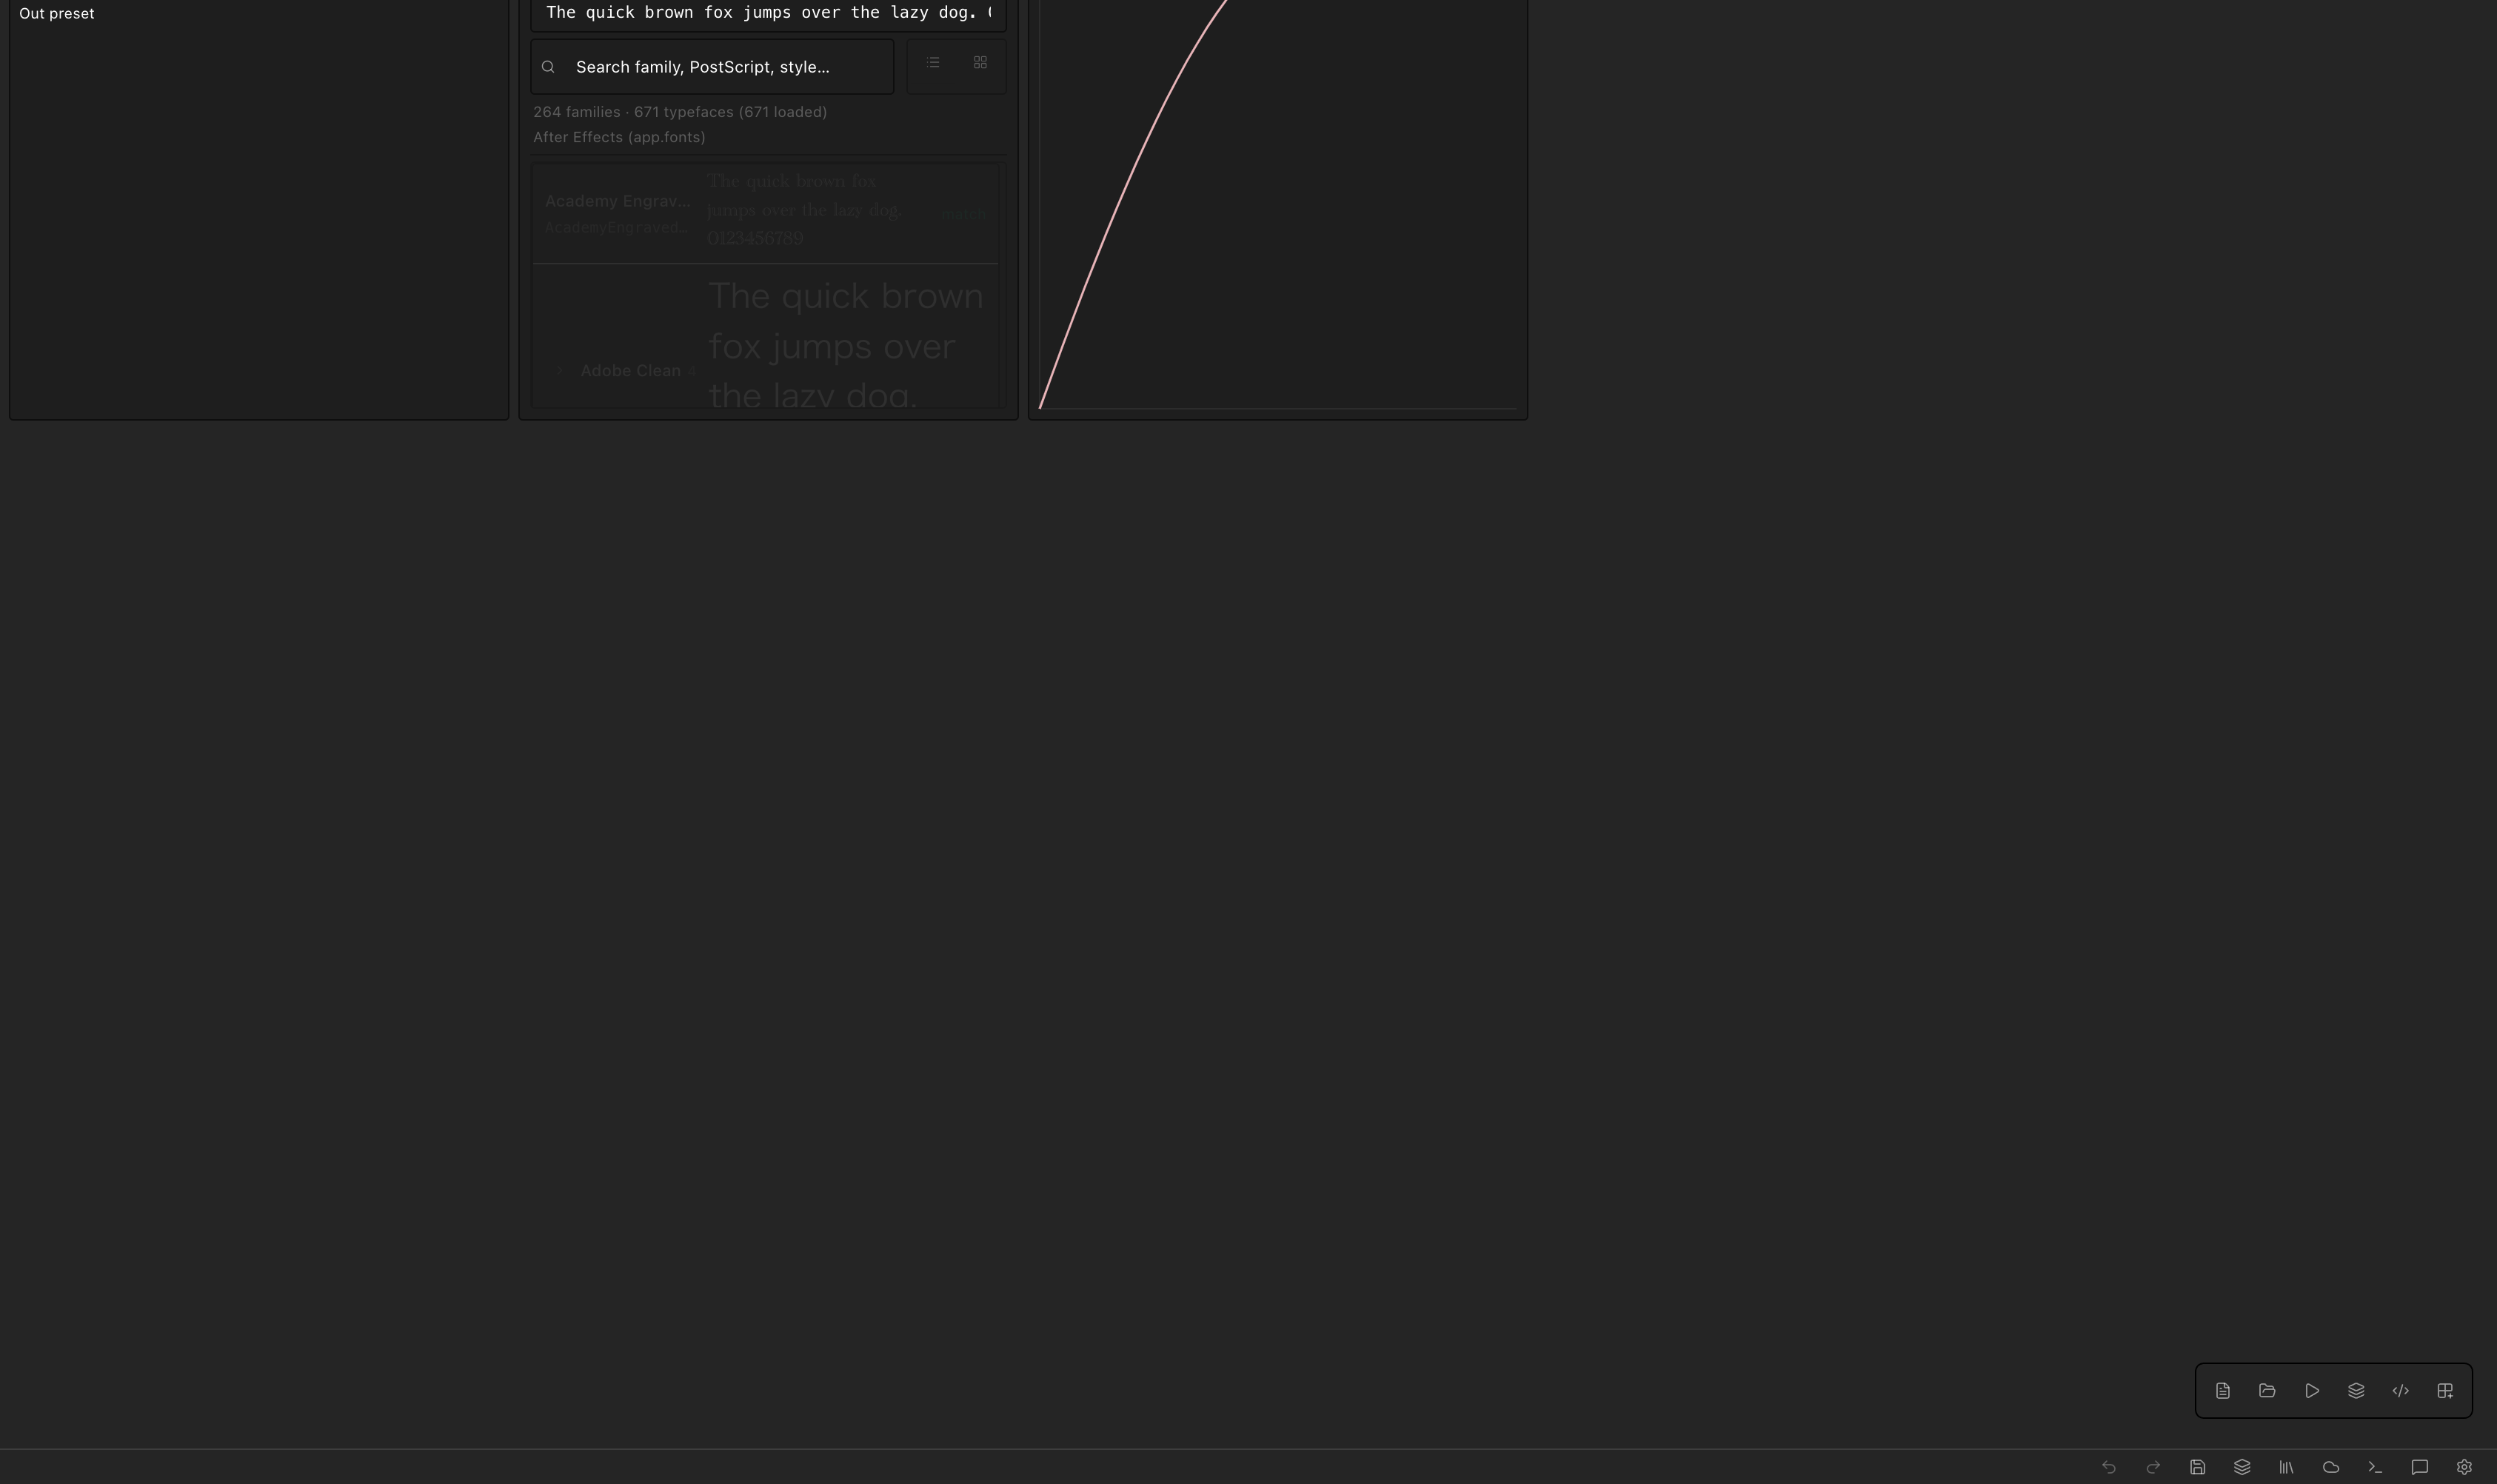 Out preset
The quick brown fox jumps over the lazy dog. (
Search family, PostScript, style...
264 families · 671 typefaces (671 loaded)
After Effects (app.fonts)
Academy Engrav...
AcademyEngraved…
The quick brown fox
jumps over the lazy dog.
0123456789
match
Adobe Clean 4
The quick brown
fox jumps over
the lazy dog.